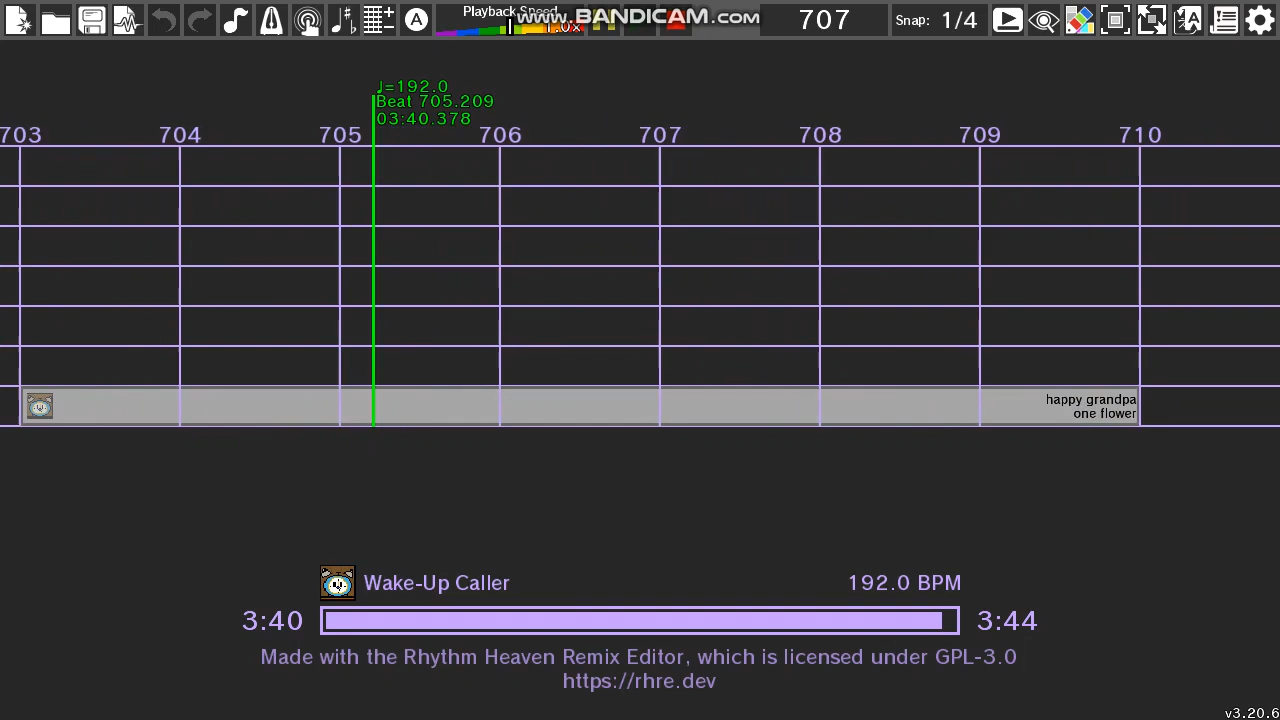 Playback Speed
1.0x
www.BANDICAM.com
707
Snap: 1/4
♩=192.0
Beat 705.209
03:40.378
703 704 705 706 707 708 709 710
happy grandpa
one flower
Wake-Up Caller 192.0 BPM
3:40 3:44
Made with the Rhythm Heaven Remix Editor, which is licensed under GPL-3.0
https://rhre.dev
v3.20.6